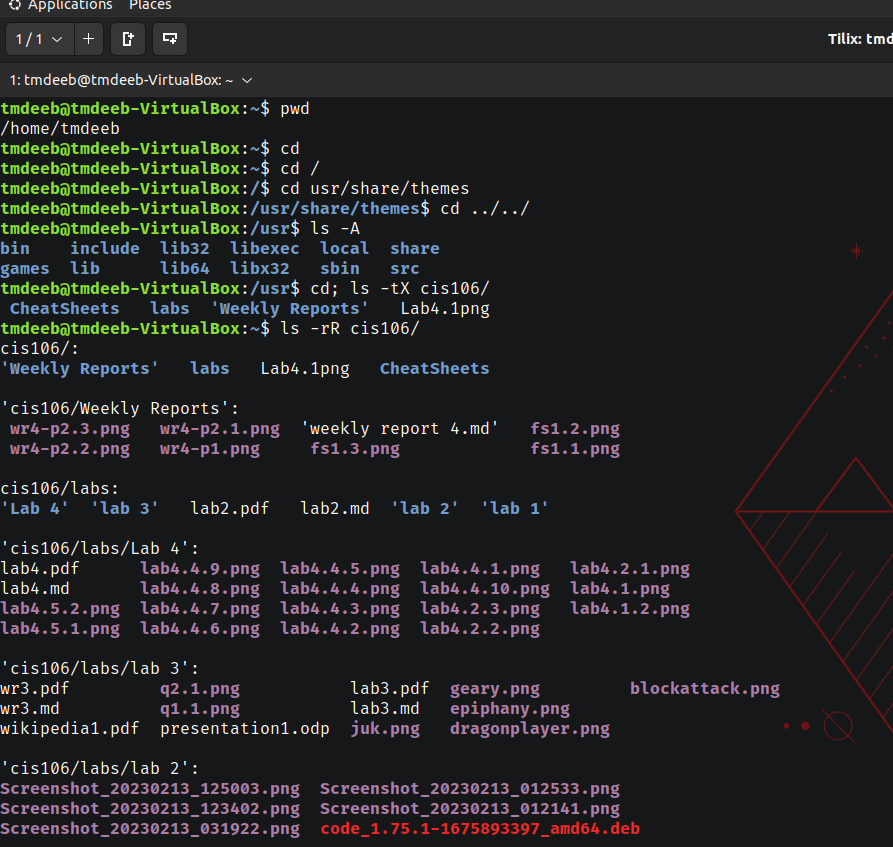 Applications Places
1 / 1
Tilix: tmd
1: tmdeeb@tmdeeb-VirtualBox: ~
tmdeeb@tmdeeb-VirtualBox:~$ pwd
/home/tmdeeb
tmdeeb@tmdeeb-VirtualBox:~$ cd
tmdeeb@tmdeeb-VirtualBox:~$ cd /
tmdeeb@tmdeeb-VirtualBox:/$ cd usr/share/themes
tmdeeb@tmdeeb-VirtualBox:/usr/share/themes$ cd ../../
tmdeeb@tmdeeb-VirtualBox:/usr$ ls -A
bin include lib32 libexec local share
games lib lib64 libx32 sbin src
tmdeeb@tmdeeb-VirtualBox:/usr$ cd; ls -tX cis106/
CheatSheets labs 'Weekly Reports' Lab4.1png
tmdeeb@tmdeeb-VirtualBox:~$ ls -rR cis106/
cis106/:
'Weekly Reports' labs Lab4.1png CheatSheets
'cis106/Weekly Reports':
wr4-p2.3.png wr4-p2.1.png 'weekly report 4.md' fs1.2.png
wr4-p2.2.png wr4-p1.png fs1.3.png fs1.1.png
cis106/labs:
'Lab 4' 'lab 3' lab2.pdf lab2.md 'lab 2' 'lab 1'
'cis106/labs/Lab 4':
lab4.pdf lab4.4.9.png lab4.4.5.png lab4.4.1.png lab4.2.1.png
lab4.md lab4.4.8.png lab4.4.4.png lab4.4.10.png lab4.1.png
lab4.5.2.png lab4.4.7.png lab4.4.3.png lab4.2.3.png lab4.1.2.png
lab4.5.1.png lab4.4.6.png lab4.4.2.png lab4.2.2.png
'cis106/labs/lab 3':
wr3.pdf q2.1.png lab3.pdf geary.png blockattack.png
wr3.md q1.1.png lab3.md epiphany.png
wikipedia1.pdf presentation1.odp juk.png dragonplayer.png
'cis106/labs/lab 2':
Screenshot_20230213_125003.png Screenshot_20230213_012533.png
Screenshot_20230213_123402.png Screenshot_20230213_012141.png
Screenshot_20230213_031922.png code_1.75.1-1675893397_amd64.deb